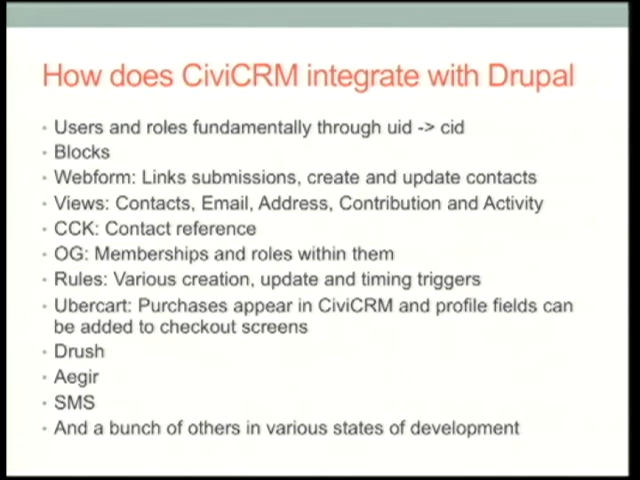 How does CiviCRM integrate with Drupal
• Users and roles fundamentally through uid -> cid
• Blocks
• Webform: Links submissions, create and update contacts
• Views: Contacts, Email, Address, Contribution and Activity
• CCK: Contact reference
• OG: Memberships and roles within them
• Rules: Various creation, update and timing triggers
• Ubercart: Purchases appear in CiviCRM and profile fields can
be added to checkout screens
• Drush
• Aegir
• SMS
• And a bunch of others in various states of development